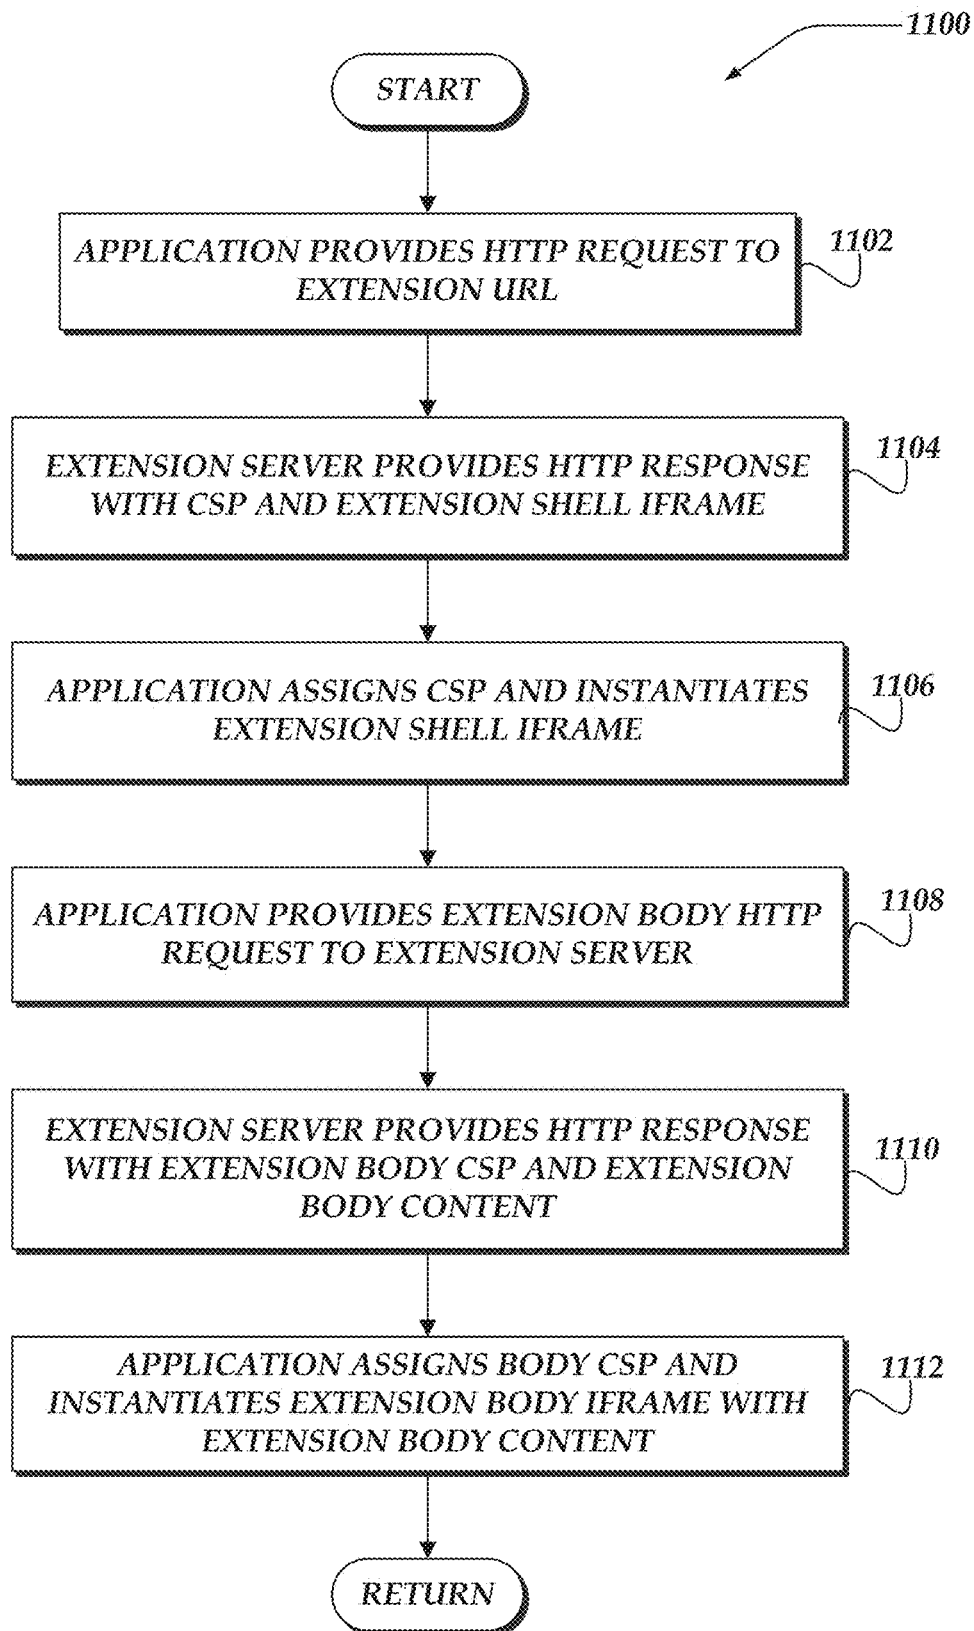 1100
START
APPLICATION PROVIDES HTTP REQUEST TO
EXTENSION URL
1102
EXTENSION SERVER PROVIDES HTTP RESPONSE
WITH CSP AND EXTENSION SHELL IFRAME
1104
APPLICATION ASSIGNS CSP AND INSTANTIATES
EXTENSION SHELL IFRAME
1106
APPLICATION PROVIDES EXTENSION BODY HTTP
REQUEST TO EXTENSION SERVER
1108
EXTENSION SERVER PROVIDES HTTP RESPONSE
WITH EXTENSION BODY CSP AND EXTENSION
BODY CONTENT
1110
APPLICATION ASSIGNS BODY CSP AND
INSTANTIATES EXTENSION BODY IFRAME WITH
EXTENSION BODY CONTENT
1112
RETURN